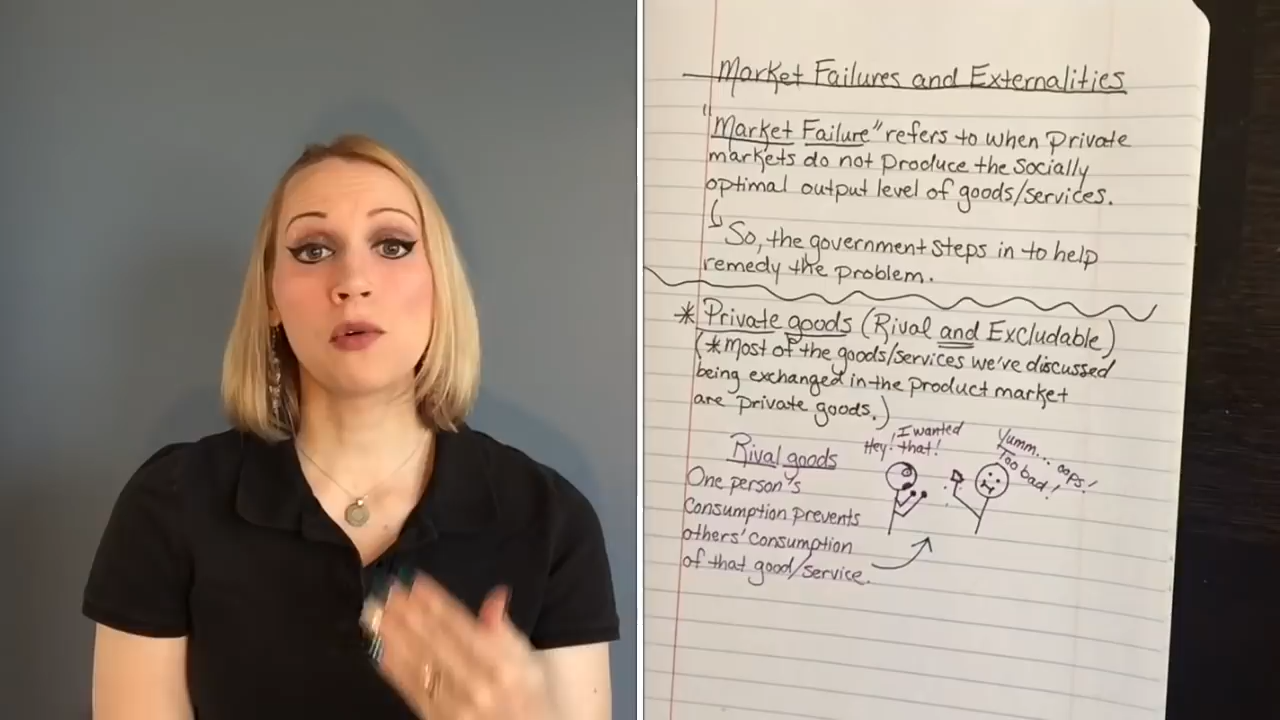 Market Failures and Externalities
"Market Failure" refers to when private
markets do not produce the socially
optimal output level of goods/services.
↳ So, the government steps in to help
remedy the problem.
* Private goods (Rival and Excludable)
(*Most of the goods/services we've discussed
being exchanged in the product market
are private goods.)
Hey! I wanted
that!
Yumm... oops!
Too bad!
Rival goods
One person's
consumption prevents
others' consumption
of that good/service.